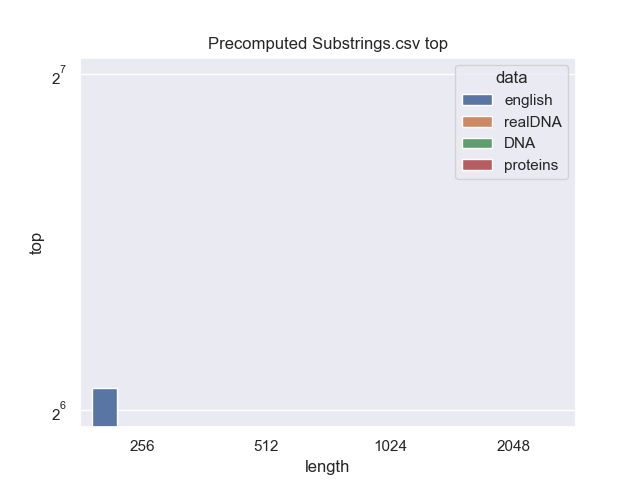 Precomputed Substrings.csv top
2^7
data
english
realDNA
DNA
proteins
top
2^6
256 512 1024 2048
length